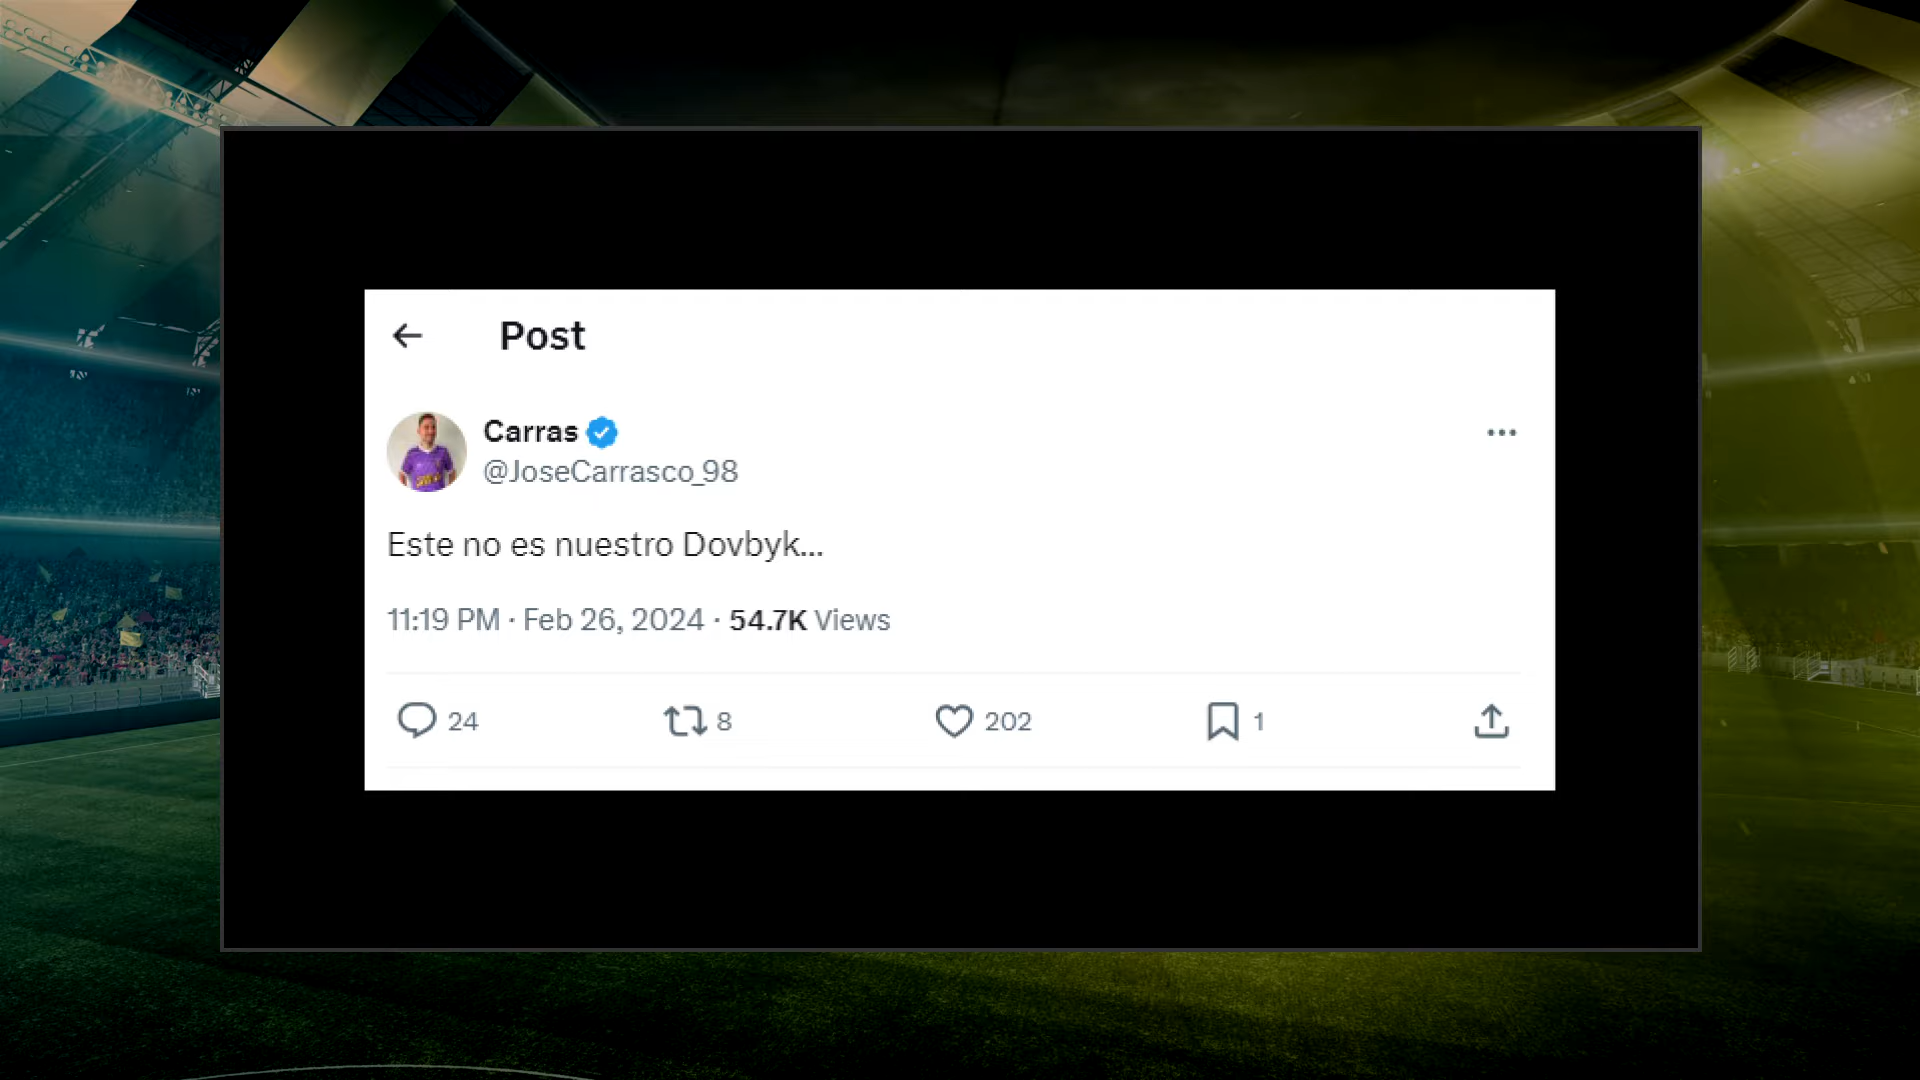 Post
Carras
@JoseCarrasco_98
Este no es nuestro Dovbyk...
11:19 PM · Feb 26, 2024 · 54.7K Views
24 8 202 1